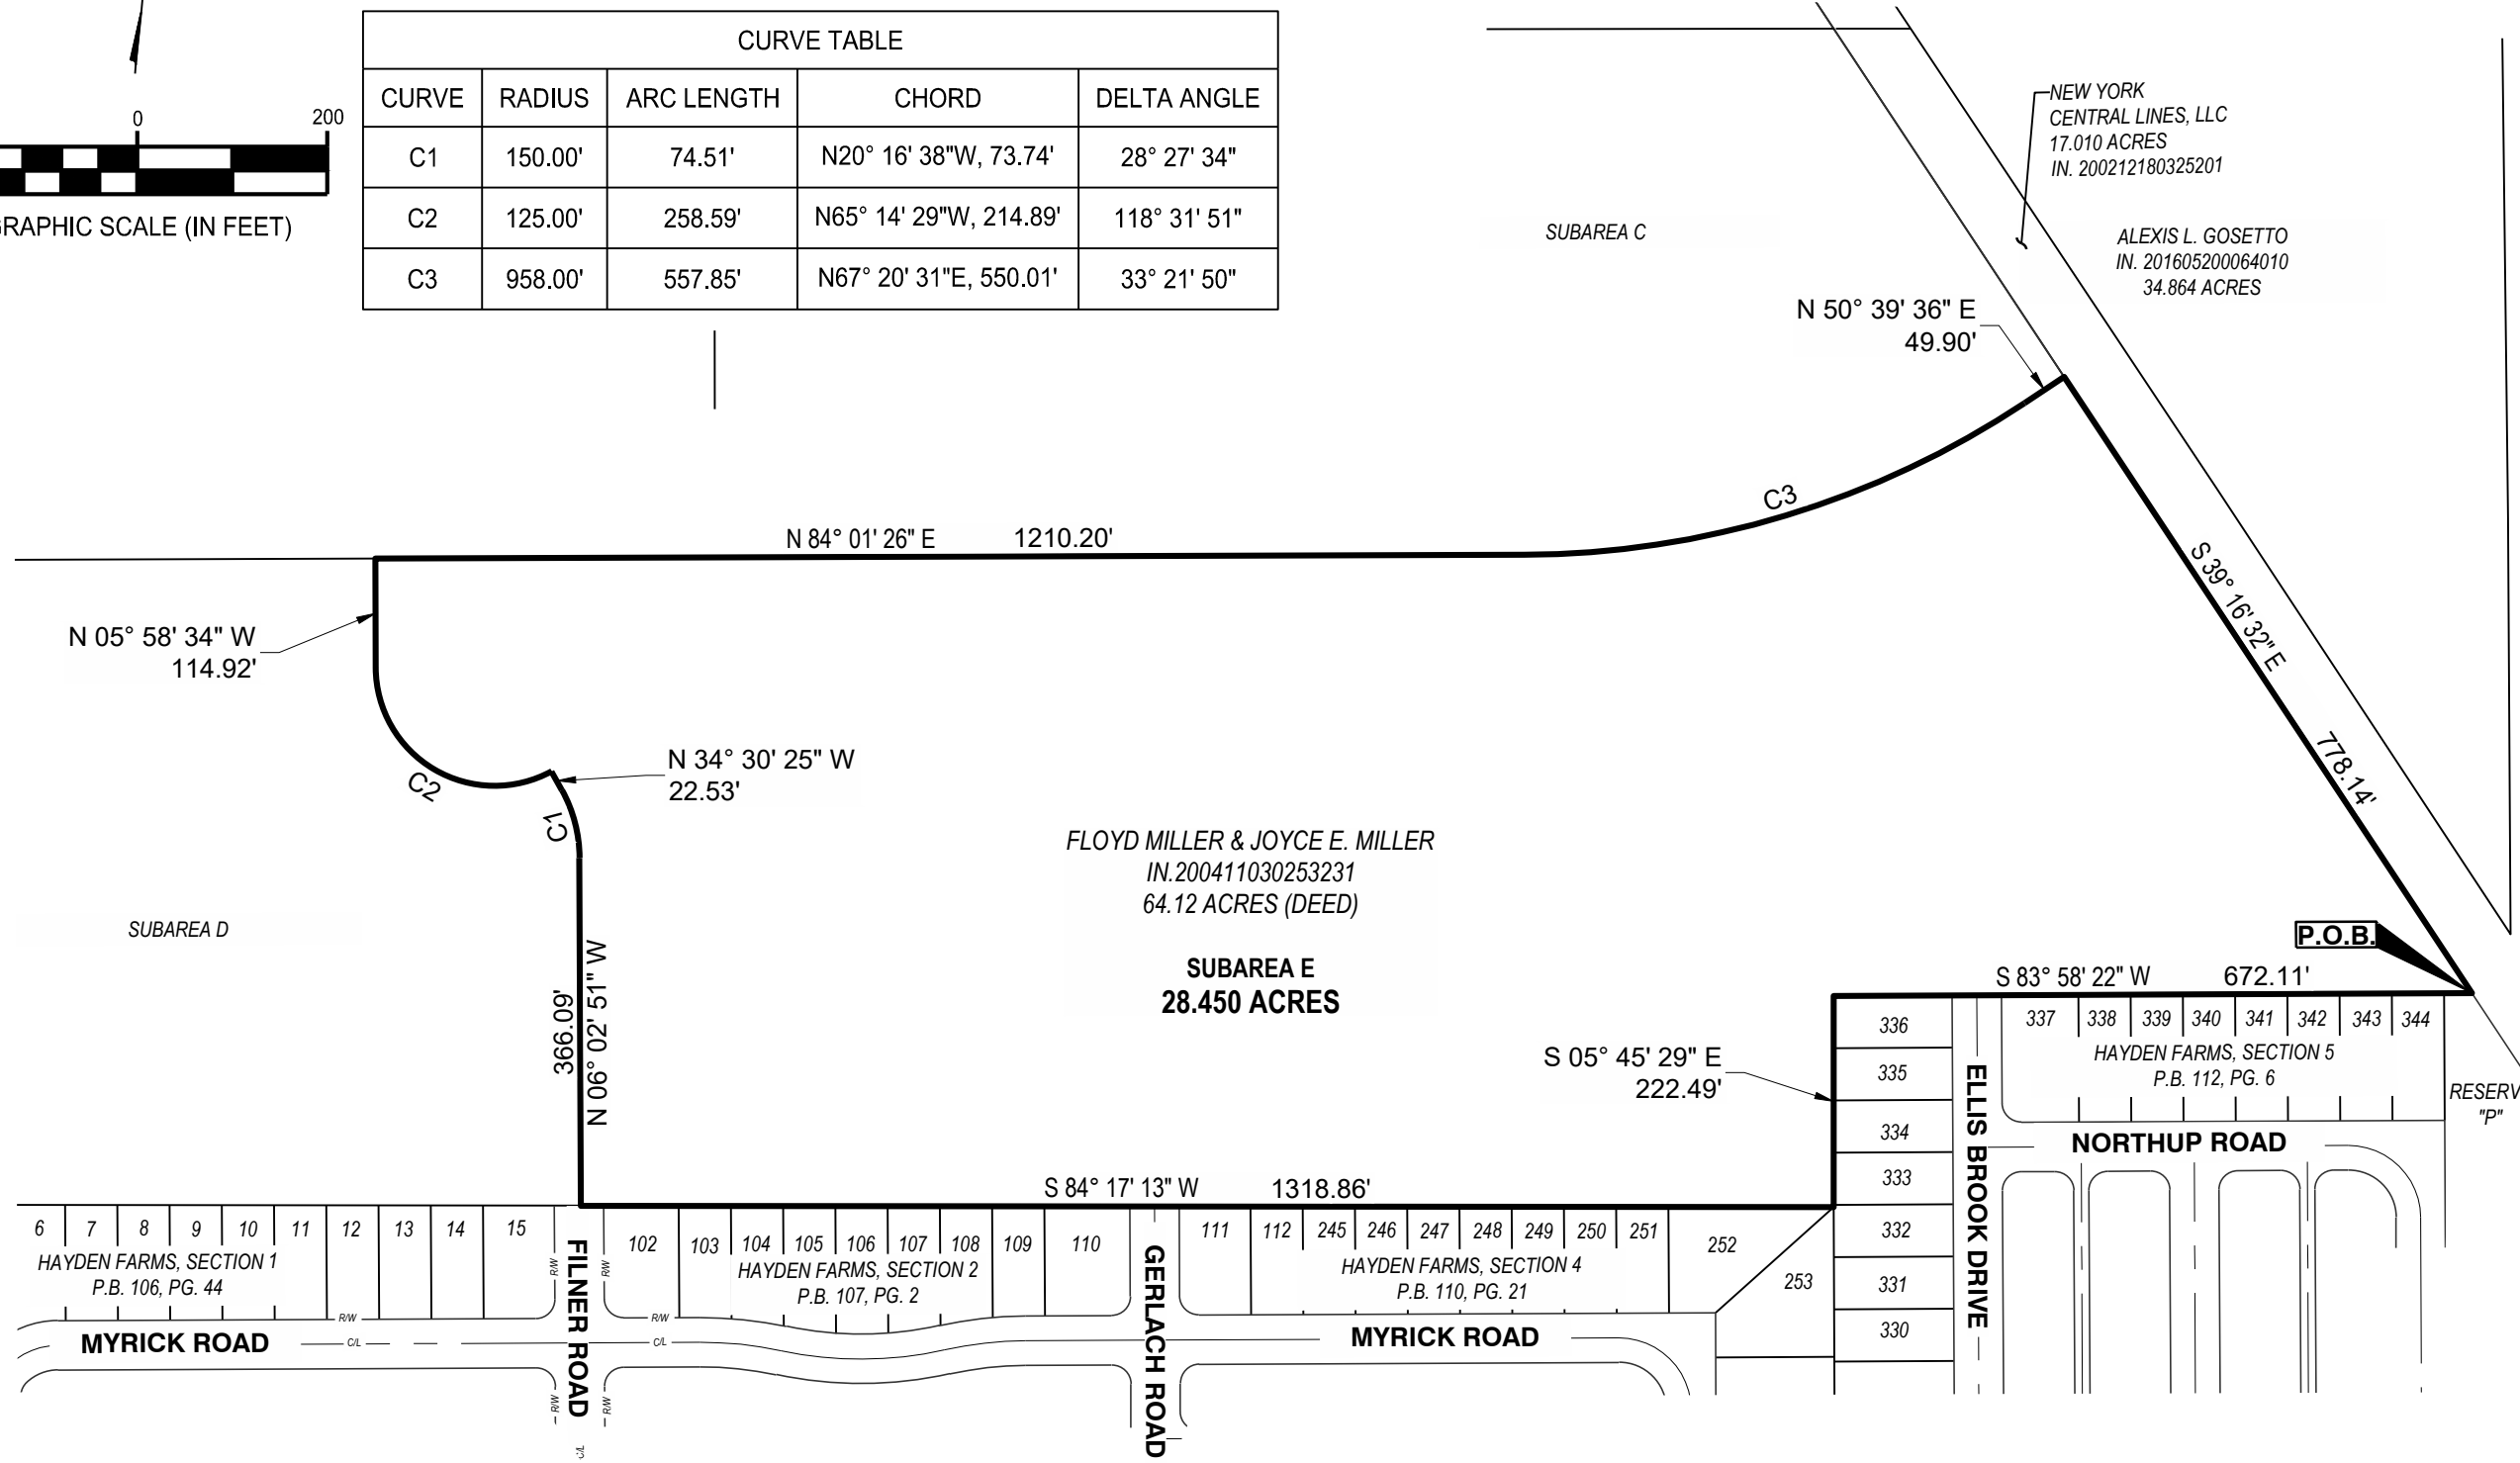 0
200
GRAPHIC SCALE (IN FEET)
CURVE TABLE
CURVE RADIUS ARC LENGTH CHORD DELTA ANGLE
C1 150.00' 74.51' N20° 16' 38"W, 73.74' 28° 27' 34"
C2 125.00' 258.59' N65° 14' 29"W, 214.89' 118° 31' 51"
C3 958.00' 557.85' N67° 20' 31"E, 550.01' 33° 21' 50"
NEW YORK
CENTRAL LINES, LLC
17.010 ACRES
IN. 200212180325201
SUBAREA C
ALEXIS L. GOSETTO
IN. 201605200064010
34.864 ACRES
N 50° 39' 36" E
49.90'
C3
N 84° 01' 26" E 1210.20'
S 39° 16' 32" E 778.14'
N 05° 58' 34" W
114.92'
C2
N 34° 30' 25" W
22.53'
C1
FLOYD MILLER & JOYCE E. MILLER
IN.200411030253231
64.12 ACRES (DEED)
SUBAREA D
SUBAREA E
28.450 ACRES
P.O.B.
S 83° 58' 22" W 672.11'
366.09'
N 06° 02' 51" W
S 05° 45' 29" E
222.49'
336
335
334
333
332
331
330
337 338 339 340 341 342 343 344
HAYDEN FARMS, SECTION 5
P.B. 112, PG. 6
RESERV
"P"
ELLIS BROOK DRIVE
NORTHUP ROAD
S 84° 17' 13" W 1318.86'
6 7 8 9 10 11 12 13 14 15
HAYDEN FARMS, SECTION 1
P.B. 106, PG. 44
R/W
R/W
FILNER ROAD
102 103 104 105 106 107 108 109 110
HAYDEN FARMS, SECTION 2
P.B. 107, PG. 2
GERLACH ROAD
111 112 245 246 247 248 249 250 251 252
253
HAYDEN FARMS, SECTION 4
P.B. 110, PG. 21
R/W
C/L
R/W
C/L
MYRICK ROAD
MYRICK ROAD
R/W
R/W
C/L